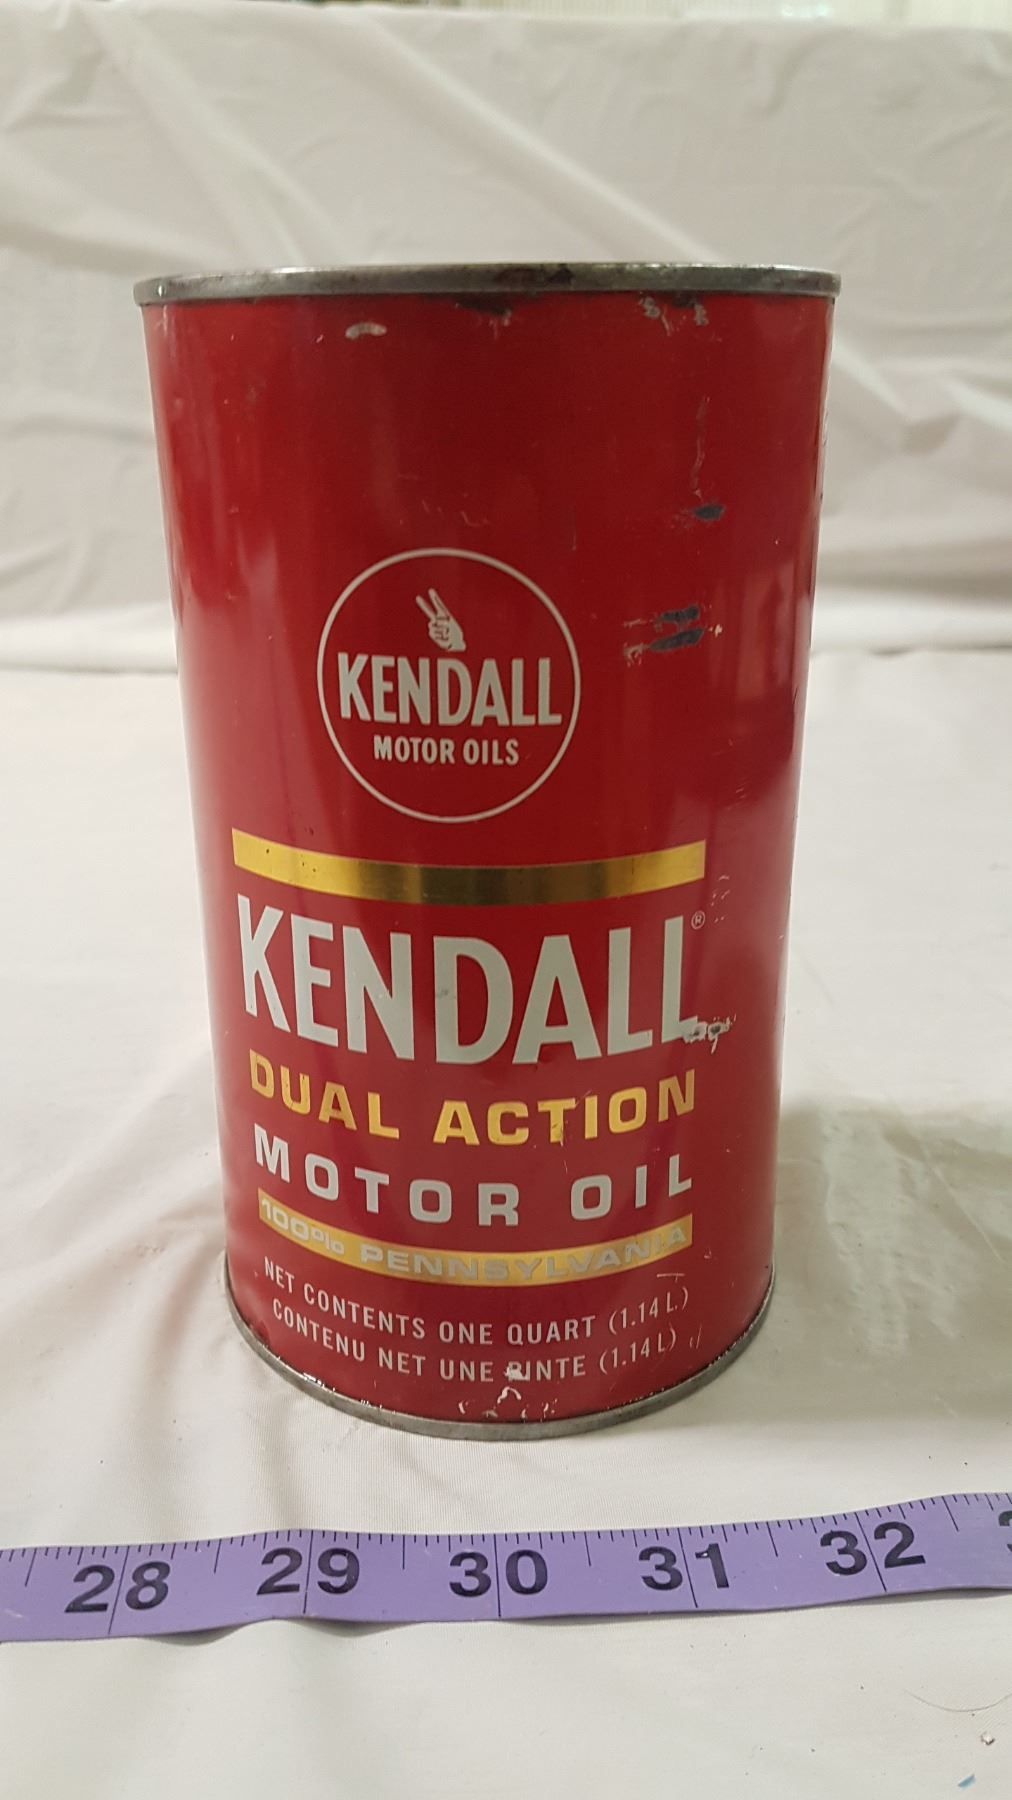 KENDALL
MOTOR OILS
KENDALL®
DUAL ACTION
MOTOR OIL
100% PENNSYLVANIA
NET CONTENTS ONE QUART (1.14 L.)
CONTENU NET UNE PINTE (1.14 L)
28 29 30 31 32